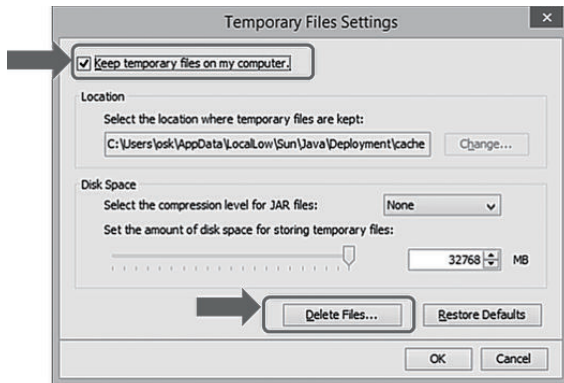 Temporary Files Settings
Keep temporary files on my computer.
Location
Select the location where temporary files are kept:
C:\Users\osk\AppData\LocalLow\Sun\Java\Deployment\cache
Change...
Disk Space
Select the compression level for JAR files:
None
Set the amount of disk space for storing temporary files:
32768
MB
Delete Files...
Restore Defaults
OK
Cancel